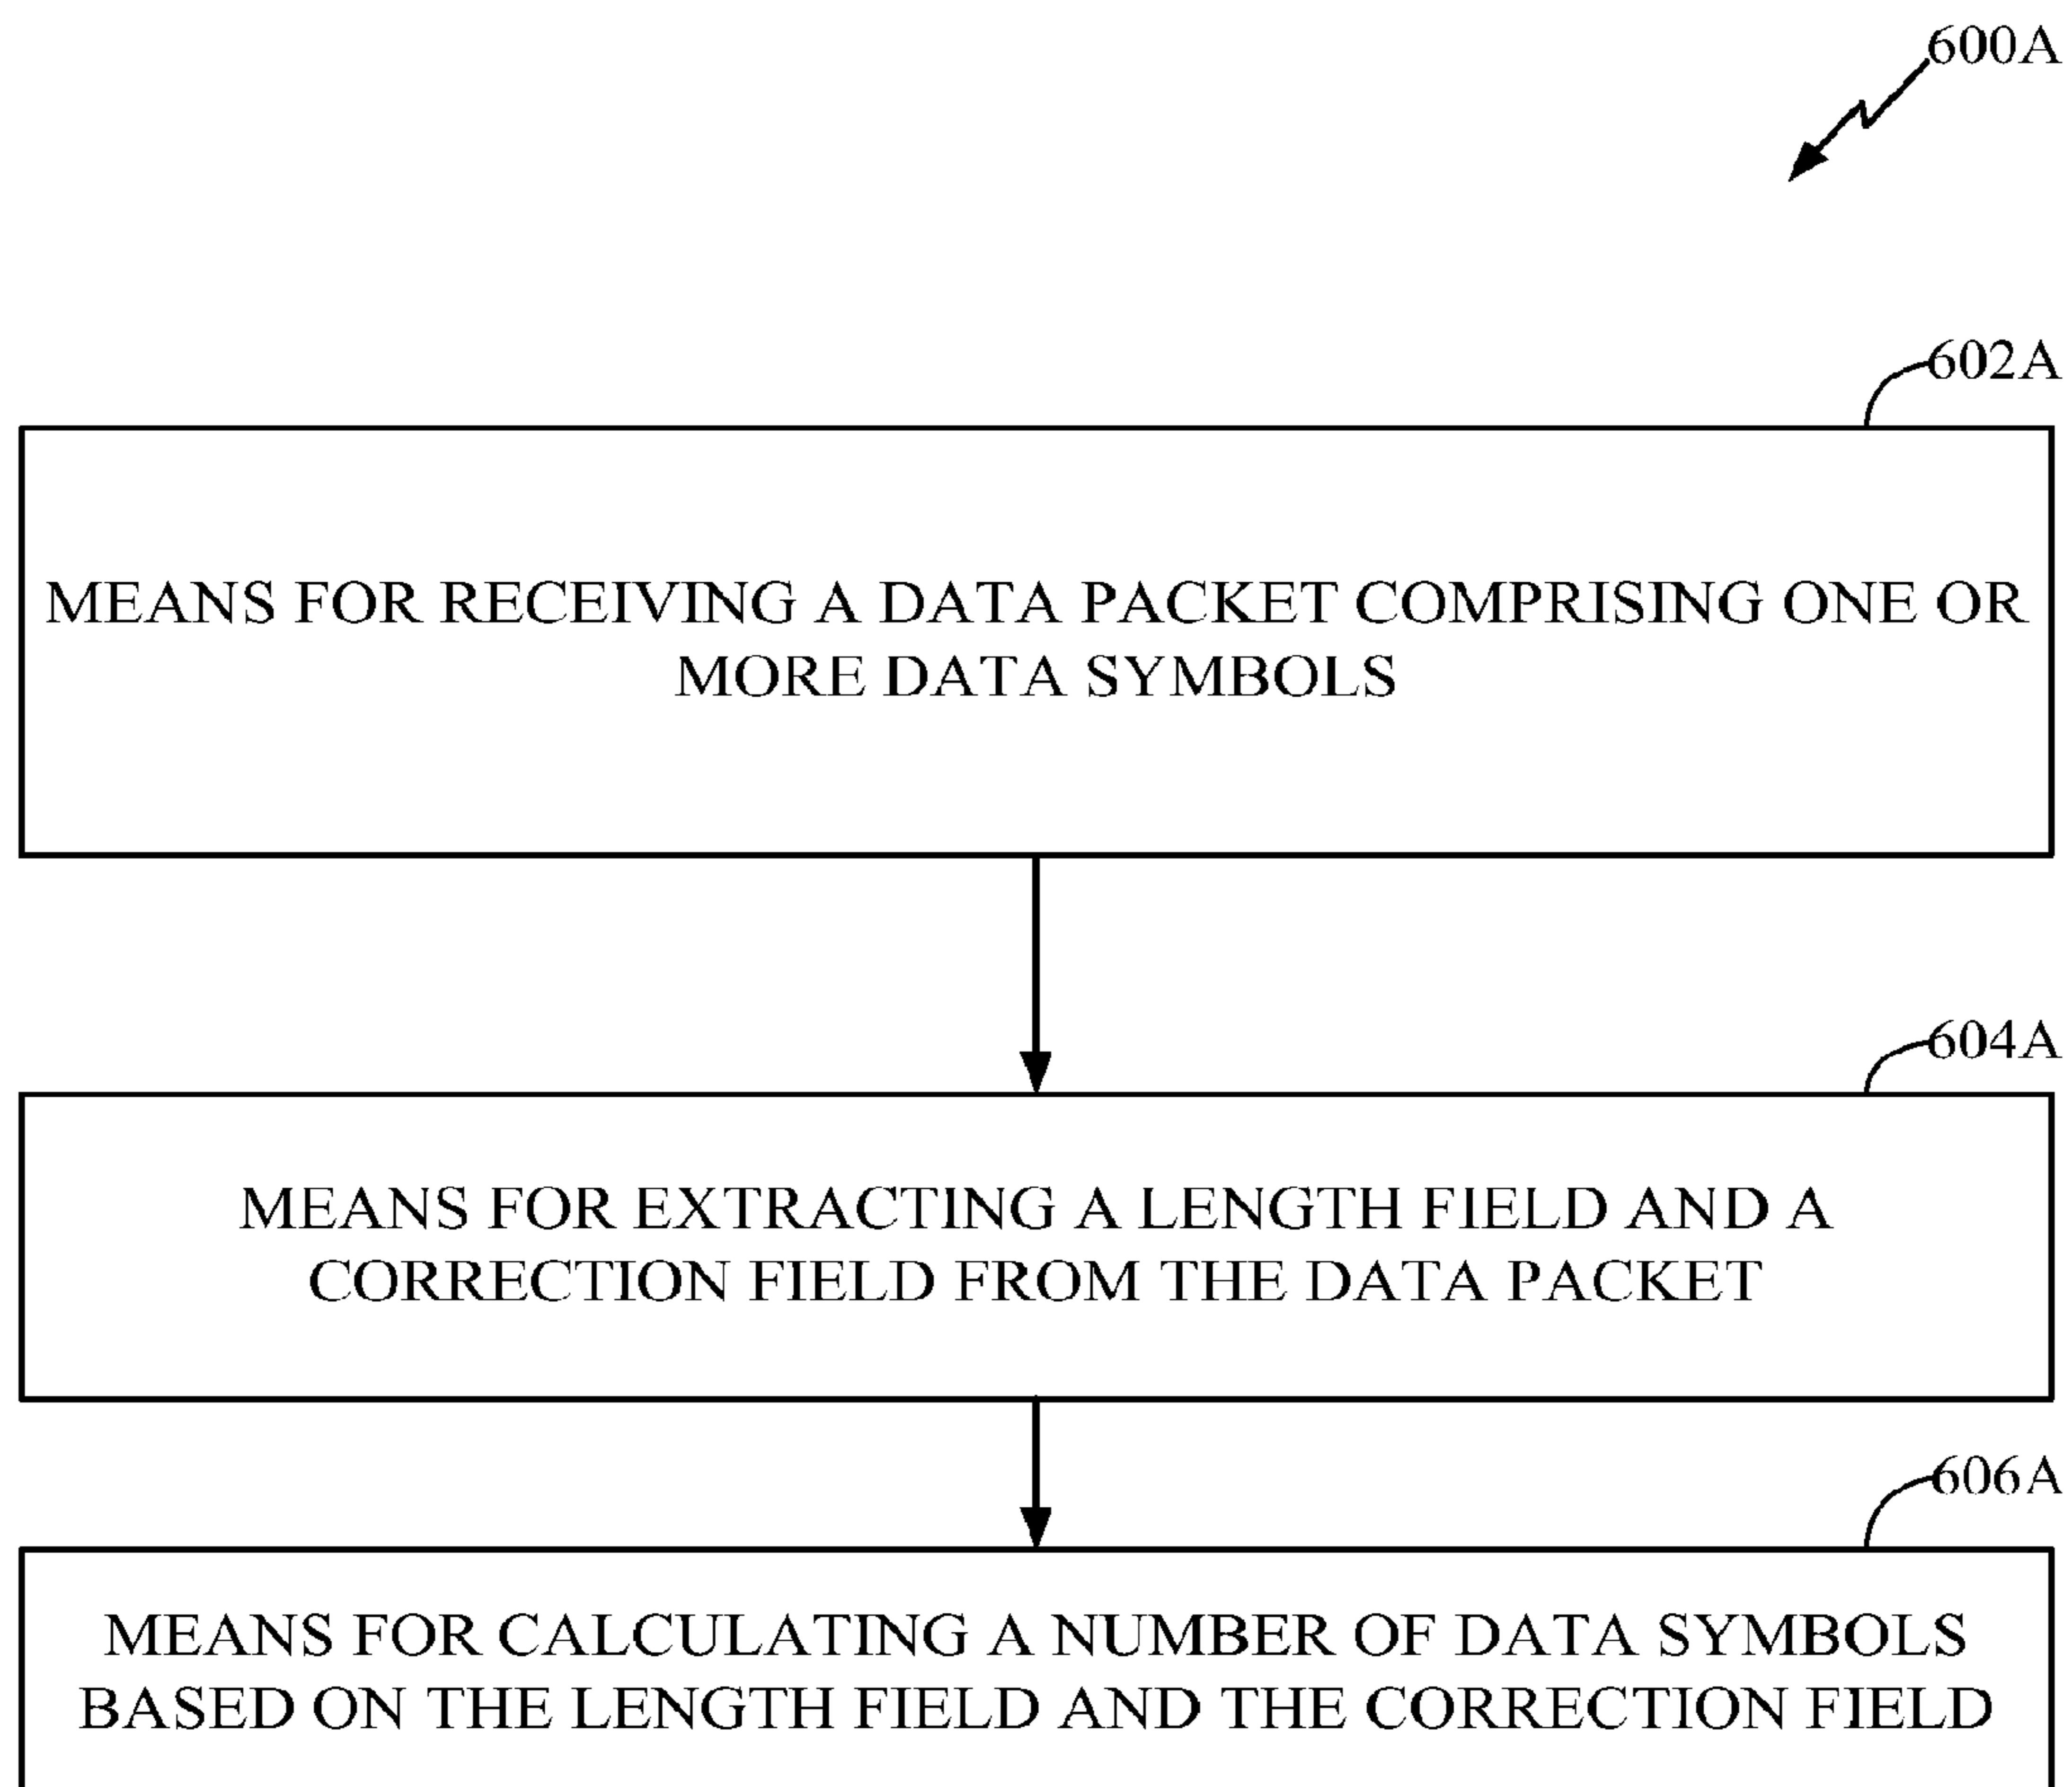 600A
602A
MEANS FOR RECEIVING A DATA PACKET COMPRISING ONE OR
MORE DATA SYMBOLS
604A
MEANS FOR EXTRACTING A LENGTH FIELD AND A
CORRECTION FIELD FROM THE DATA PACKET
606A
MEANS FOR CALCULATING A NUMBER OF DATA SYMBOLS
BASED ON THE LENGTH FIELD AND THE CORRECTION FIELD